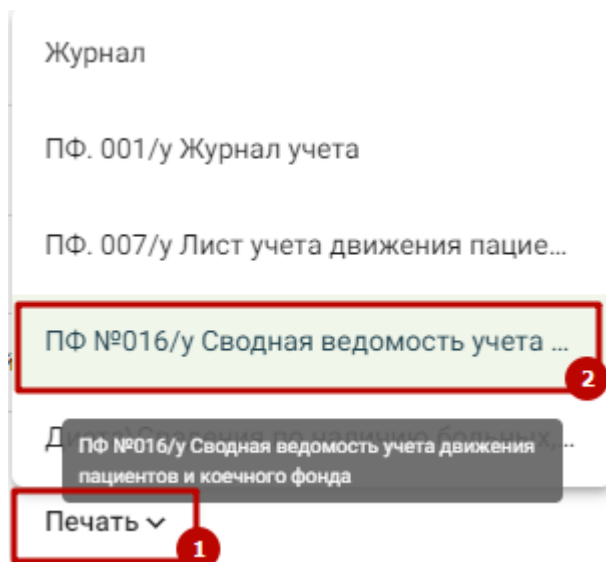 Журнал
ПФ. 001/у Журнал учета
ПФ. 007/у Лист учета движения пацие...
ПФ №016/у Сводная ведомость учета ...
2
ПФ №016/у Сводная ведомость учета движения
пациентов и коечного фонда
Печать
1